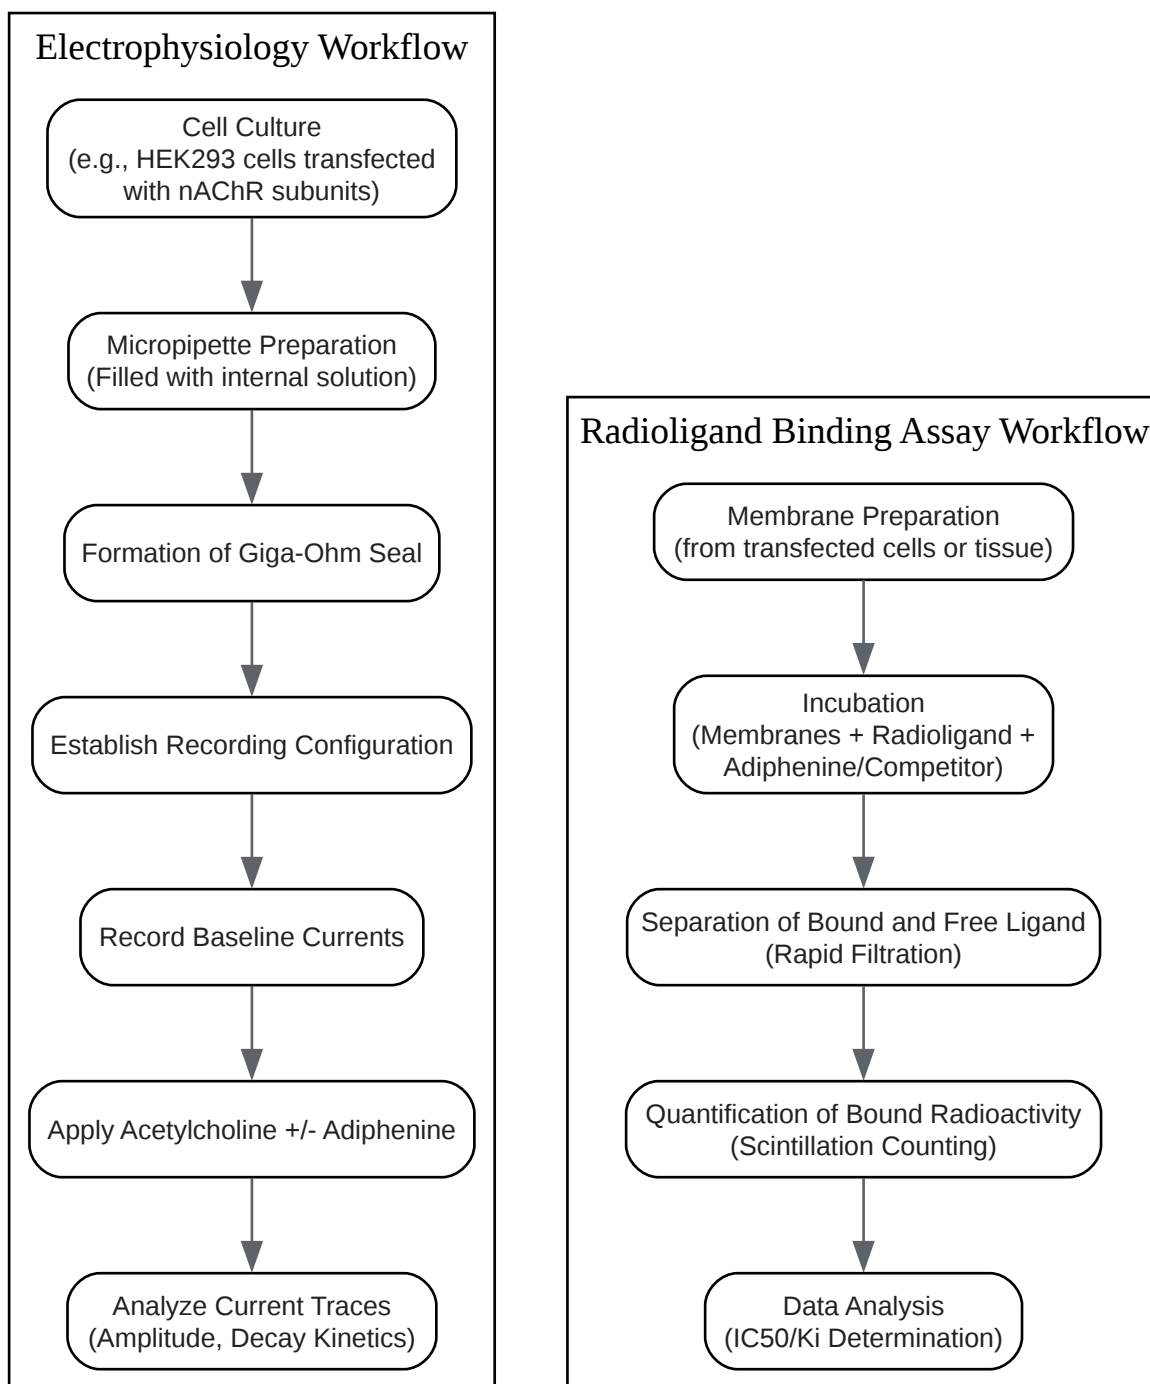 Electrophysiology Workflow
Cell Culture
(e.g., HEK293 cells transfected
with nAChR subunits)
Micropipette Preparation
(Filled with internal solution)
Formation of Giga-Ohm Seal
Establish Recording Configuration
Record Baseline Currents
Apply Acetylcholine +/- Adiphenine
Analyze Current Traces
(Amplitude, Decay Kinetics)
Radioligand Binding Assay Workflow
Membrane Preparation
(from transfected cells or tissue)
Incubation
(Membranes + Radioligand +
Adiphenine/Competitor)
Separation of Bound and Free Ligand
(Rapid Filtration)
Quantification of Bound Radioactivity
(Scintillation Counting)
Data Analysis
(IC50/Ki Determination)